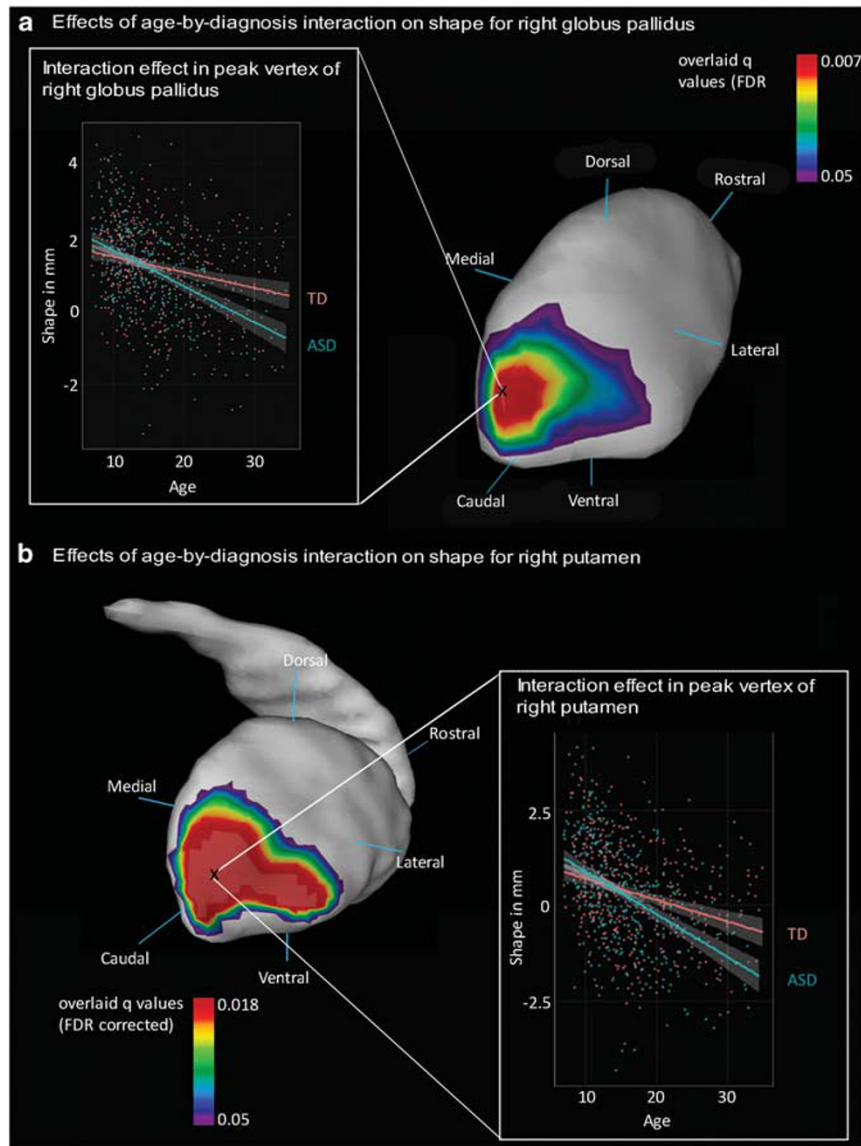 a Effects of age-by-diagnosis interaction on shape for right globus pallidus
Interaction effect in peak vertex of
right globus pallidus
4
2
0
-2
Shape in mm
TD
ASD
10 20 30
Age
overlaid q
values (FDR
0.007
0.05
Dorsal
Rostral
Medial
Lateral
Caudal
Ventral
b Effects of age-by-diagnosis interaction on shape for right putamen
Dorsal
Rostral
Medial
Lateral
Caudal
Ventral
overlaid q values
(FDR corrected)
0.018
0.05
Interaction effect in peak vertex of
right putamen
2.5
0
-2.5
Shape in mm
TD
ASD
10 20 30
Age